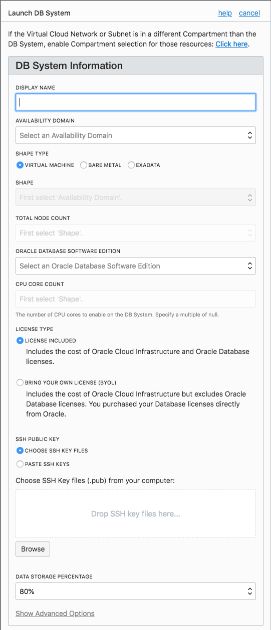 Launch DB System help cancel
If the Virtual Cloud Network or Subnet is in a different Compartment than the
DB System, enable Compartment selection for those resources: Click here.
DB System Information
DISPLAY NAME
AVAILABILITY DOMAIN
Select an Availability Domain
SHAPE TYPE
VIRTUAL MACHINE BARE METAL EXADATA
SHAPE
First select 'Availability Domain'.
TOTAL NODE COUNT
First select 'Shape'.
ORACLE DATABASE SOFTWARE EDITION
Select an Oracle Database Software Edition
CPU CORE COUNT
First select 'Shape'.
The number of CPU cores to enable on the DB System. Specify a multiple of null.
LICENSE TYPE
LICENSE INCLUDED
Includes the cost of Oracle Cloud Infrastructure and Oracle Database
licenses.
BRING YOUR OWN LICENSE (BYOL)
Includes the cost of Oracle Cloud Infrastructure but excludes Oracle
Database licenses. You purchased your Database licenses directly
from Oracle.
SSH PUBLIC KEY
CHOOSE SSH KEY FILES
PASTE SSH KEYS
Choose SSH Key files (.pub) from your computer:
Drop SSH key files here...
Browse
DATA STORAGE PERCENTAGE
80%
Show Advanced Options